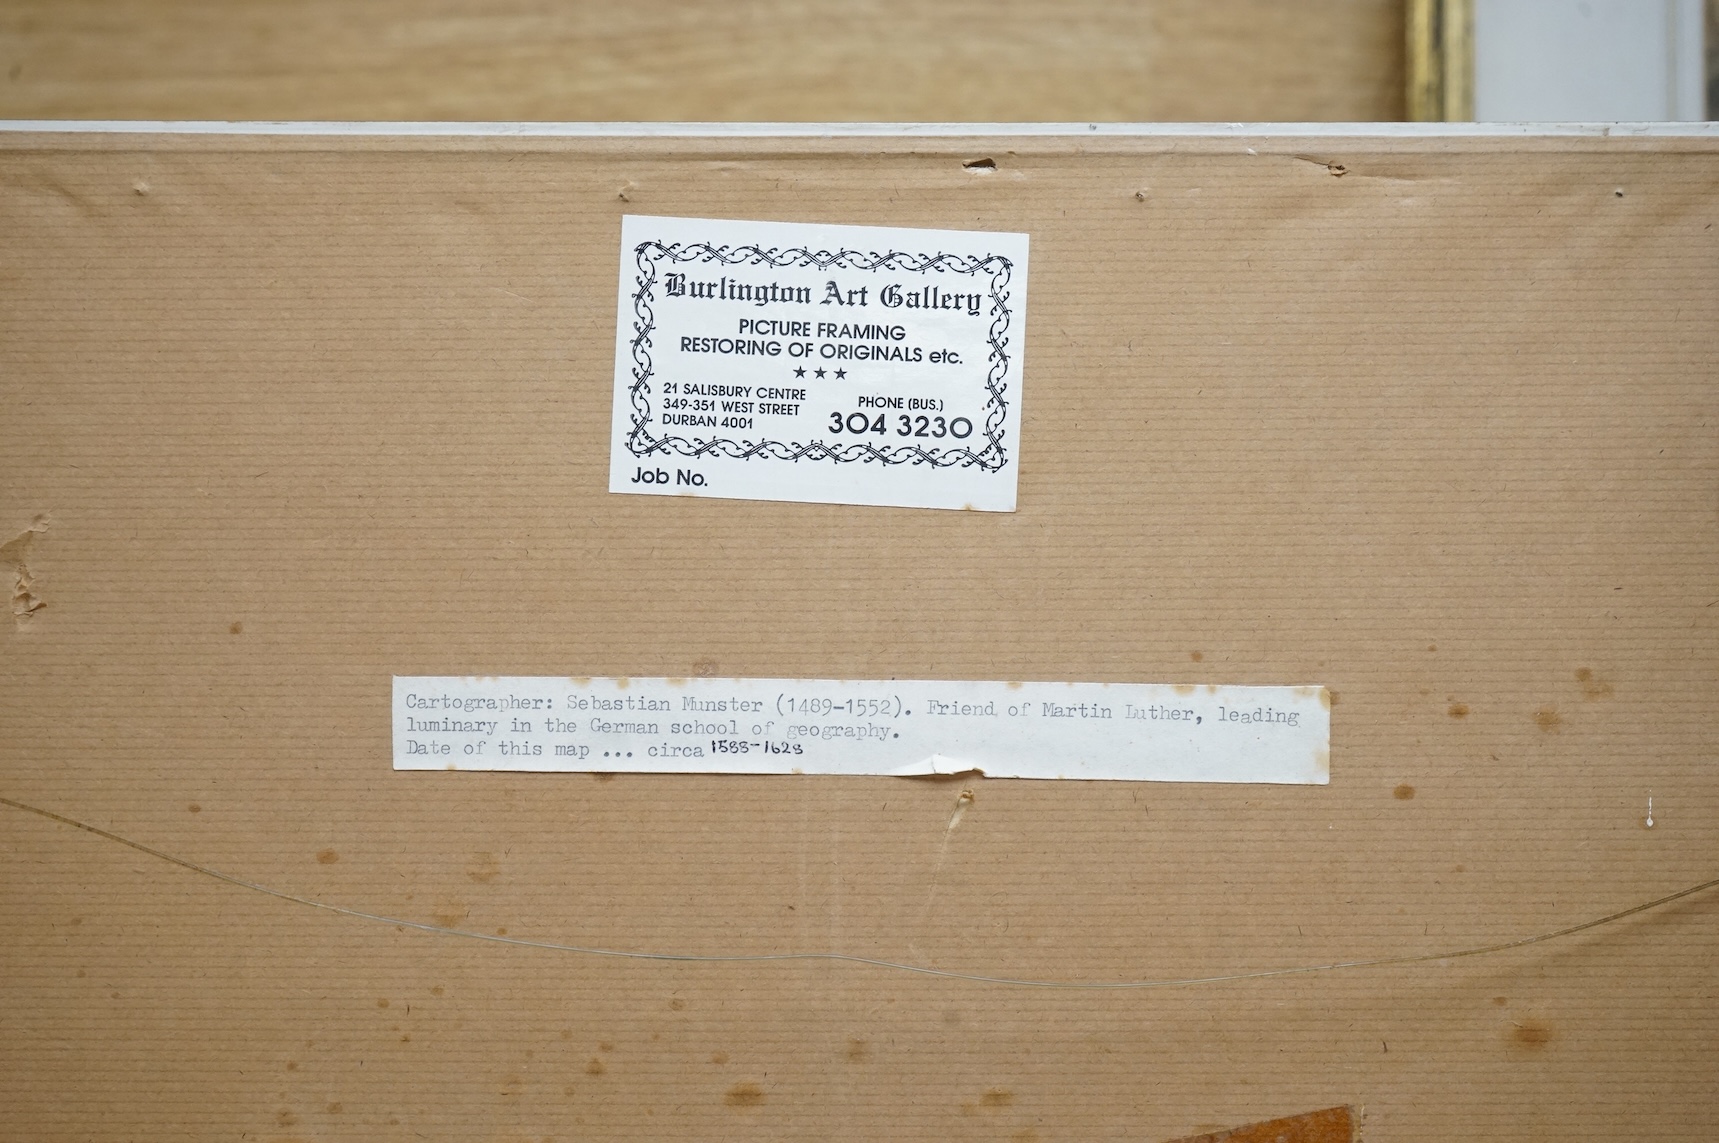 Burlington Art Gallery
PICTURE FRAMING
RESTORING OF ORIGINALS etc.
★ ★ ★
21 SALISBURY CENTRE
349-351 WEST STREET
DURBAN 4001
PHONE (BUS.)
304 3230
Job No.
Cartographer: Sebastian Munster (1489-1552). Friend of Martin Luther, leading
luminary in the German school of geography.
Date of this map ... circa 1588-1628